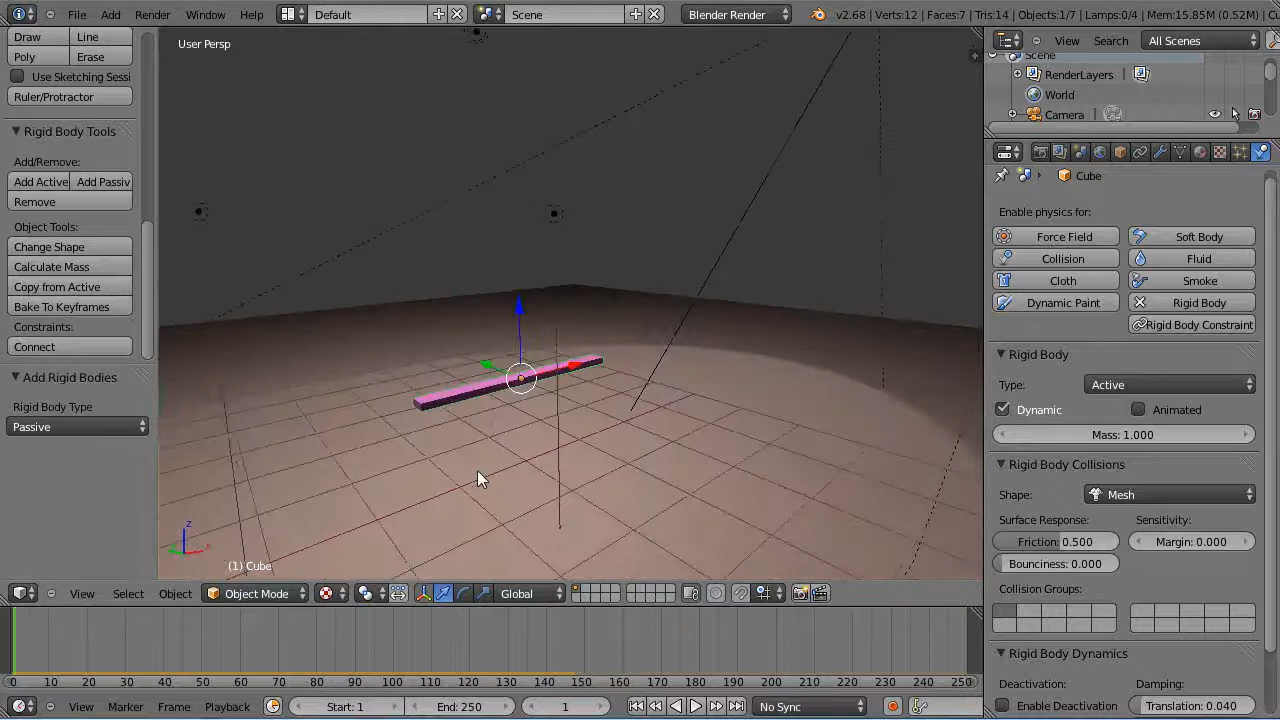 File Add Render Window Help Default Scene Blender Render v2.68 | Verts:12 | Faces:7 | Tris:14 | Objects:1/7 | Lamps:0/4 | Mem:15.85M (0.52M) |
Draw Line
Poly Erase
Use Sketching Sessi
Ruler/Protractor
Rigid Body Tools
Add/Remove:
Add Active Add Passiv
Remove
Object Tools:
Change Shape
Calculate Mass
Copy from Active
Bake To Keyframes
Constraints:
Connect
Add Rigid Bodies
Rigid Body Type
Passive
User Persp
z
x
(1) Cube
View Search All Scenes
Scene
RenderLayers |
World
Camera |
Cube
Enable physics for:
Force Field Soft Body
Collision Fluid
Cloth Smoke
Dynamic Paint Rigid Body
Rigid Body Constraint
Rigid Body
Type: Active
Dynamic Animated
Mass: 1.000
Rigid Body Collisions
Shape: Mesh
Surface Response: Sensitivity:
Friction: 0.500 Margin: 0.000
Bounciness: 0.000
Collision Groups:
Rigid Body Dynamics
Deactivation: Damping:
Enable Deactivation Translation: 0.040
View Select Object Object Mode Global
0 10 20 30 40 50 60 70 80 90 100 110 120 130 140 150 160 170 180 190 200 210 220 230 240 250
View Marker Frame Playback Start: 1 End: 250 1 No Sync